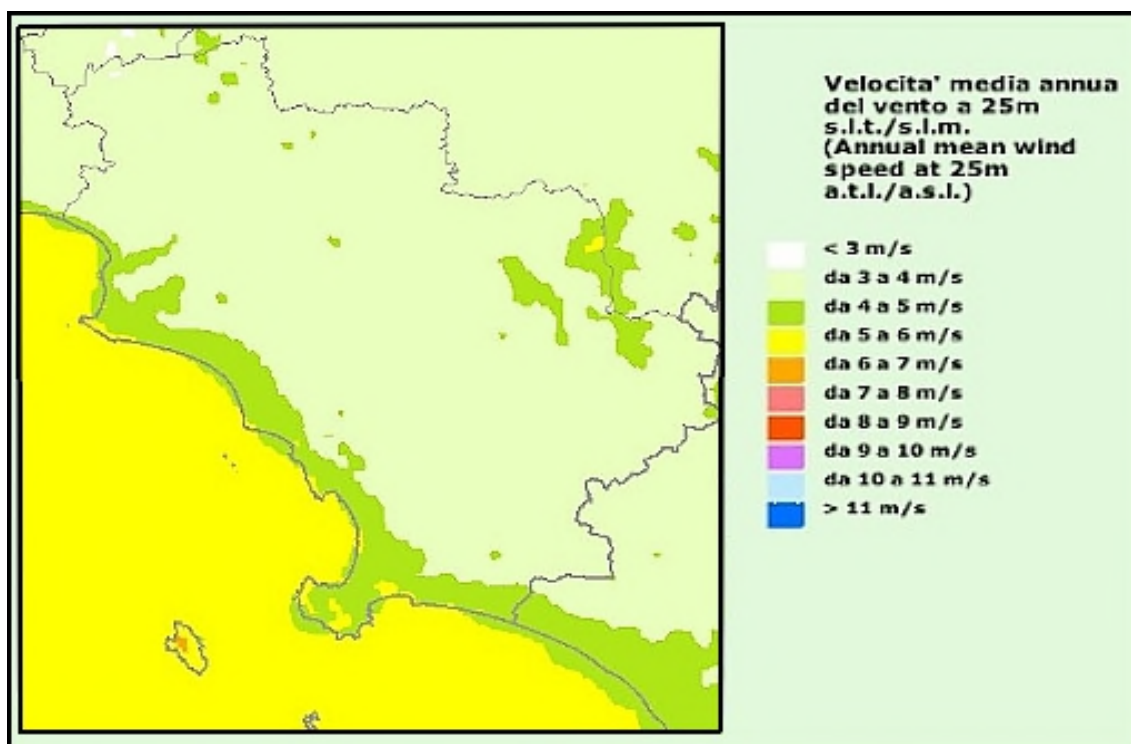 Velocita' media annua
del vento a 25m
s.l.t./s.l.m.
(Annual mean wind
speed at 25m
a.t.l./a.s.l.)
< 3 m/s
da 3 a 4 m/s
da 4 a 5 m/s
da 5 a 6 m/s
da 6 a 7 m/s
da 7 a 8 m/s
da 8 a 9 m/s
da 9 a 10 m/s
da 10 a 11 m/s
> 11 m/s